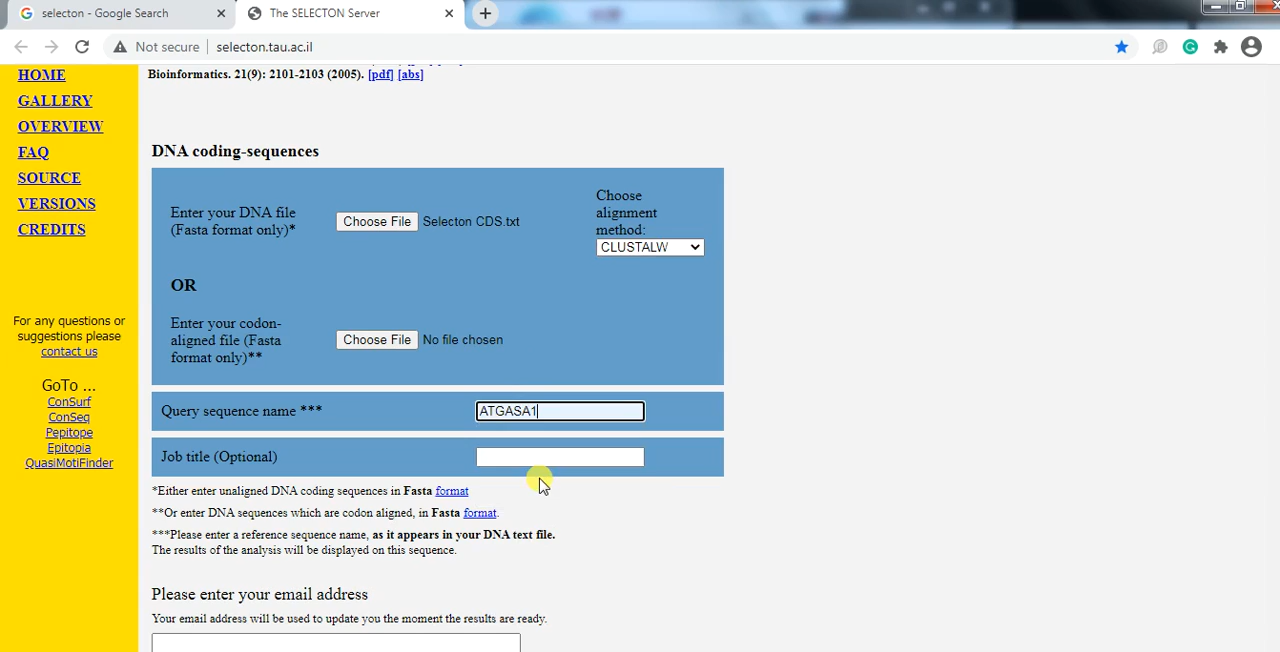 selecton - Google Search
The SELECTON Server
Not secure
selecton.tau.ac.il
HOME
GALLERY
OVERVIEW
FAQ
SOURCE
VERSIONS
CREDITS
For any questions or
suggestions please
contact us
GoTo ...
ConSurf
ConSeq
Pepitope
Epitopia
QuasiMotiFinder
Bioinformatics. 21(9): 2101-2103 (2005). [pdf] [abs]
DNA coding-sequences
Enter your DNA file
(Fasta format only)*
Choose File Selecton CDS.txt
Choose
alignment
method:
CLUSTALW
OR
Enter your codon-
aligned file (Fasta
format only)**
Choose File No file chosen
Query sequence name ***
ATGASA1
Job title (Optional)
*Either enter unaligned DNA coding sequences in Fasta format
**Or enter DNA sequences which are codon aligned, in Fasta format.
***Please enter a reference sequence name, as it appears in your DNA text file.
The results of the analysis will be displayed on this sequence.
Please enter your email address
Your email address will be used to update you the moment the results are ready.